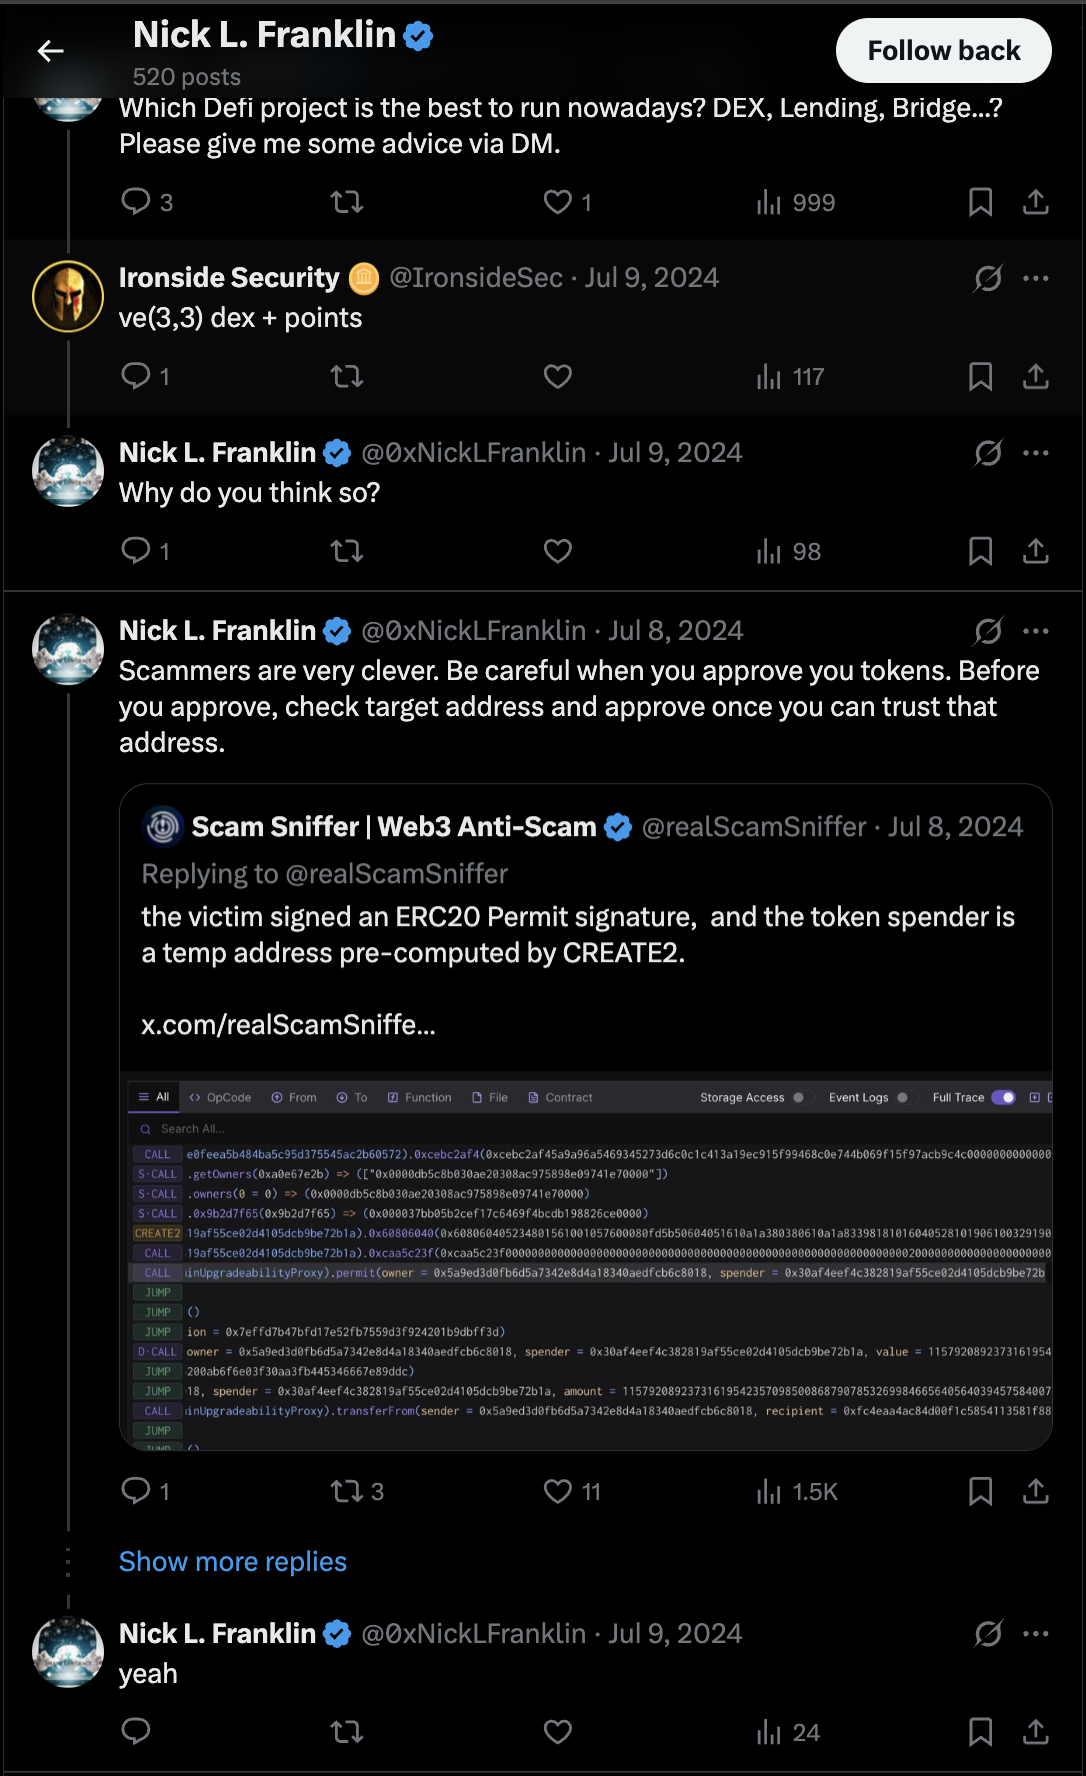 Nick L. Franklin
520 posts
Follow back
Which Defi project is the best to run nowadays? DEX, Lending, Bridge...?
Please give me some advice via DM.
3 1 999
Ironside Security @IronsideSec · Jul 9, 2024
ve(3,3) dex + points
1 117
Nick L. Franklin @0xNickLFranklin · Jul 9, 2024
Why do you think so?
1 98
Nick L. Franklin @0xNickLFranklin · Jul 8, 2024
Scammers are very clever. Be careful when you approve you tokens. Before
you approve, check target address and approve once you can trust that
address.
Scam Sniffer | Web3 Anti-Scam @realScamSniffer · Jul 8, 2024
Replying to @realScamSniffer
the victim signed an ERC20 Permit signature, and the token spender is
a temp address pre-computed by CREATE2.
x.com/realScamSniffe...
All OpCode From To Function File Contract Storage Access Event Logs Full Trace
Search All...
CALL e0feea5b484ba5c95d375545ac2b60572).0xcebc2af4(0xcebc2af45a9a96a5469345273d6c0c1c413a19ec915f99468c0e744b069f15f97acb9c4c0000000000000
S·CALL .getOwners(0xa0e67e2b) => (["0x0000db5c8b030ae20308ac975898e09741e70000"])
S·CALL .owners(0 = 0) => (0x0000db5c8b030ae20308ac975898e09741e70000)
S·CALL .0x9b2d7f65(0x9b2d7f65) => (0x000037bb05b2cef17c6469f4bcdb198826ce0000)
CREATE2 19af55ce02d4105dcb9be72b1a).0x60806040(0x608060405234801561001057600080fd5b50604051610a1a380380610a1a83398181016040528101906100329190
CALL 19af55ce02d4105dcb9be72b1a).0xcaa5c23f
CALL inUpgradeabilityProxy).permit(owner = 0x5a9ed3d0fb6d5a7342e8d4a18340aedfcb6c8018, spender = 0x30af4eef4c382819af55ce02d4105dcb9be72b
JUMP
JUMP ()
JUMP ion = 0x7effd7b47bfd17e52fb7559d3f924201b9dbff3d)
D·CALL owner = 0x5a9ed3d0fb6d5a7342e8d4a18340aedfcb6c8018, spender = 0x30af4eef4c382819af55ce02d4105dcb9be72b1a, value = 11579208923731619​54
JUMP 200ab6f6e03f30aa3fb445346667e89ddc)
JUMP 18, spender = 0x30af4eef4c382819af55ce02d4105dcb9be72b1a, amount = 115792089237316195423570985008687907853269984665640564039457584007
CALL inUpgradeabilityProxy).transferFrom(sender = 0x5a9ed3d0fb6d5a7342e8d4a18340aedfcb6c8018, recipient = 0xfc4eaa4ac84d00f1c5854113581f88
JUMP
JUMP ()
1 3 11 1.5K
Show more replies
Nick L. Franklin @0xNickLFranklin · Jul 9, 2024
yeah
24